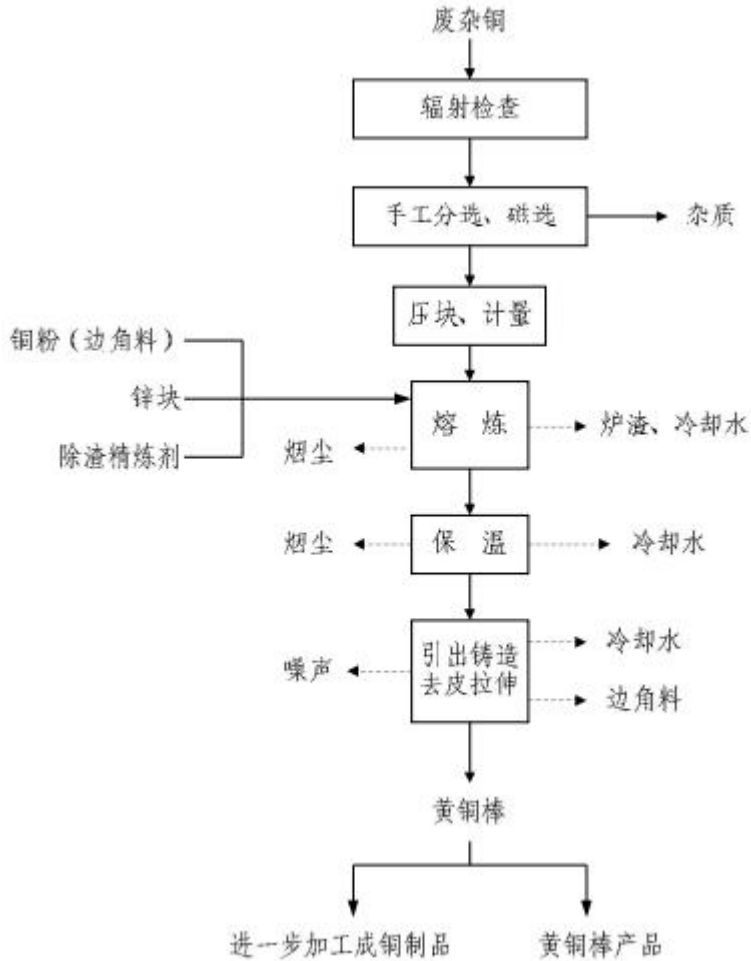 废杂铜
辐射检查
手工分选、磁选
杂质
压块、计量
铜粉（边角料）
锌块
除渣精炼剂
熔 炼
炉渣、冷却水
烟尘
保 温
烟尘
冷却水
引出铸造
去皮拉伸
冷却水
噪声
边角料
黄铜棒
进一步加工成铜制品
黄铜棒产品